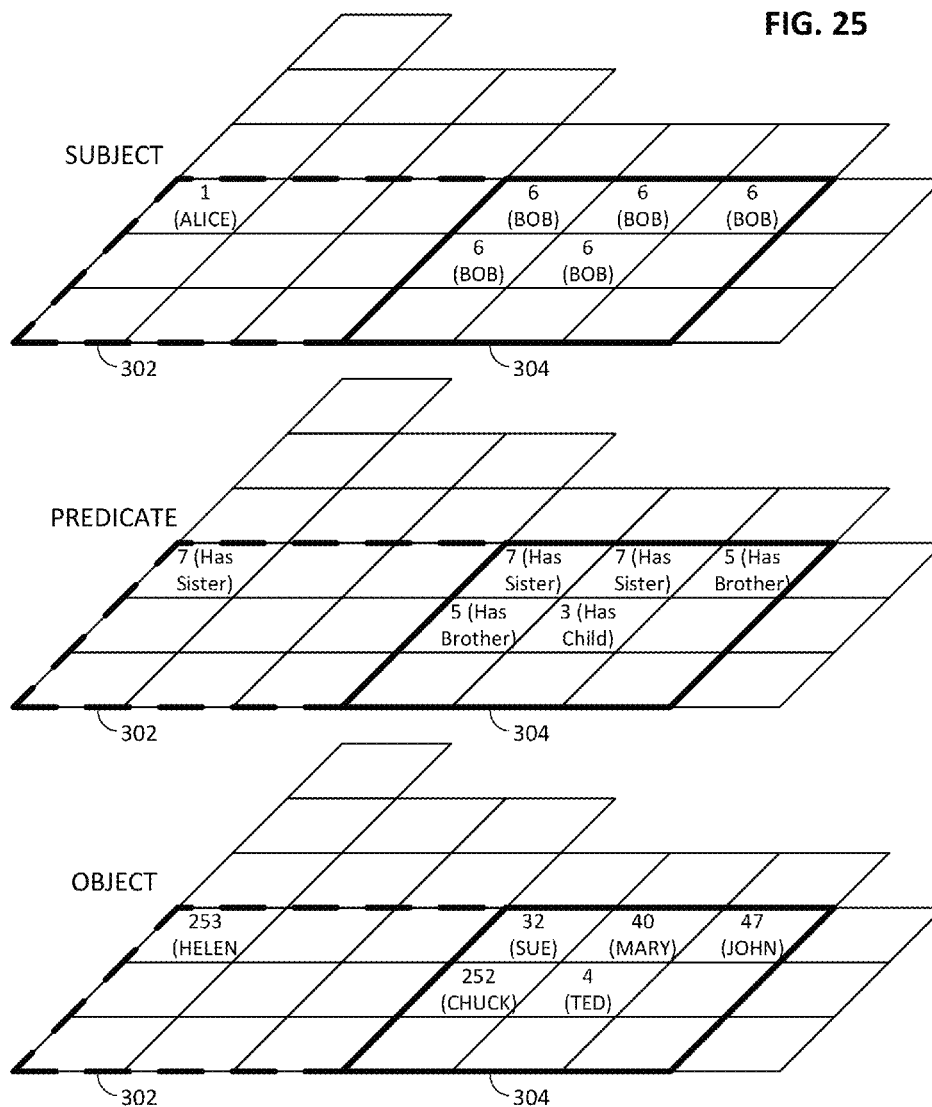 FIG. 25
SUBJECT
1 6 6 6
(ALICE) (BOB) (BOB) (BOB)
6 6
(BOB) (BOB)
302 304
PREDICATE
7 (Has 7 (Has 7 (Has 5 (Has
Sister) Sister) Sister) Brother)
5 (Has 3 (Has
Brother) Child)
302 304
OBJECT
253 32 40 47
(HELEN (SUE) (MARY) (JOHN)
252 4
(CHUCK) (TED)
302 304